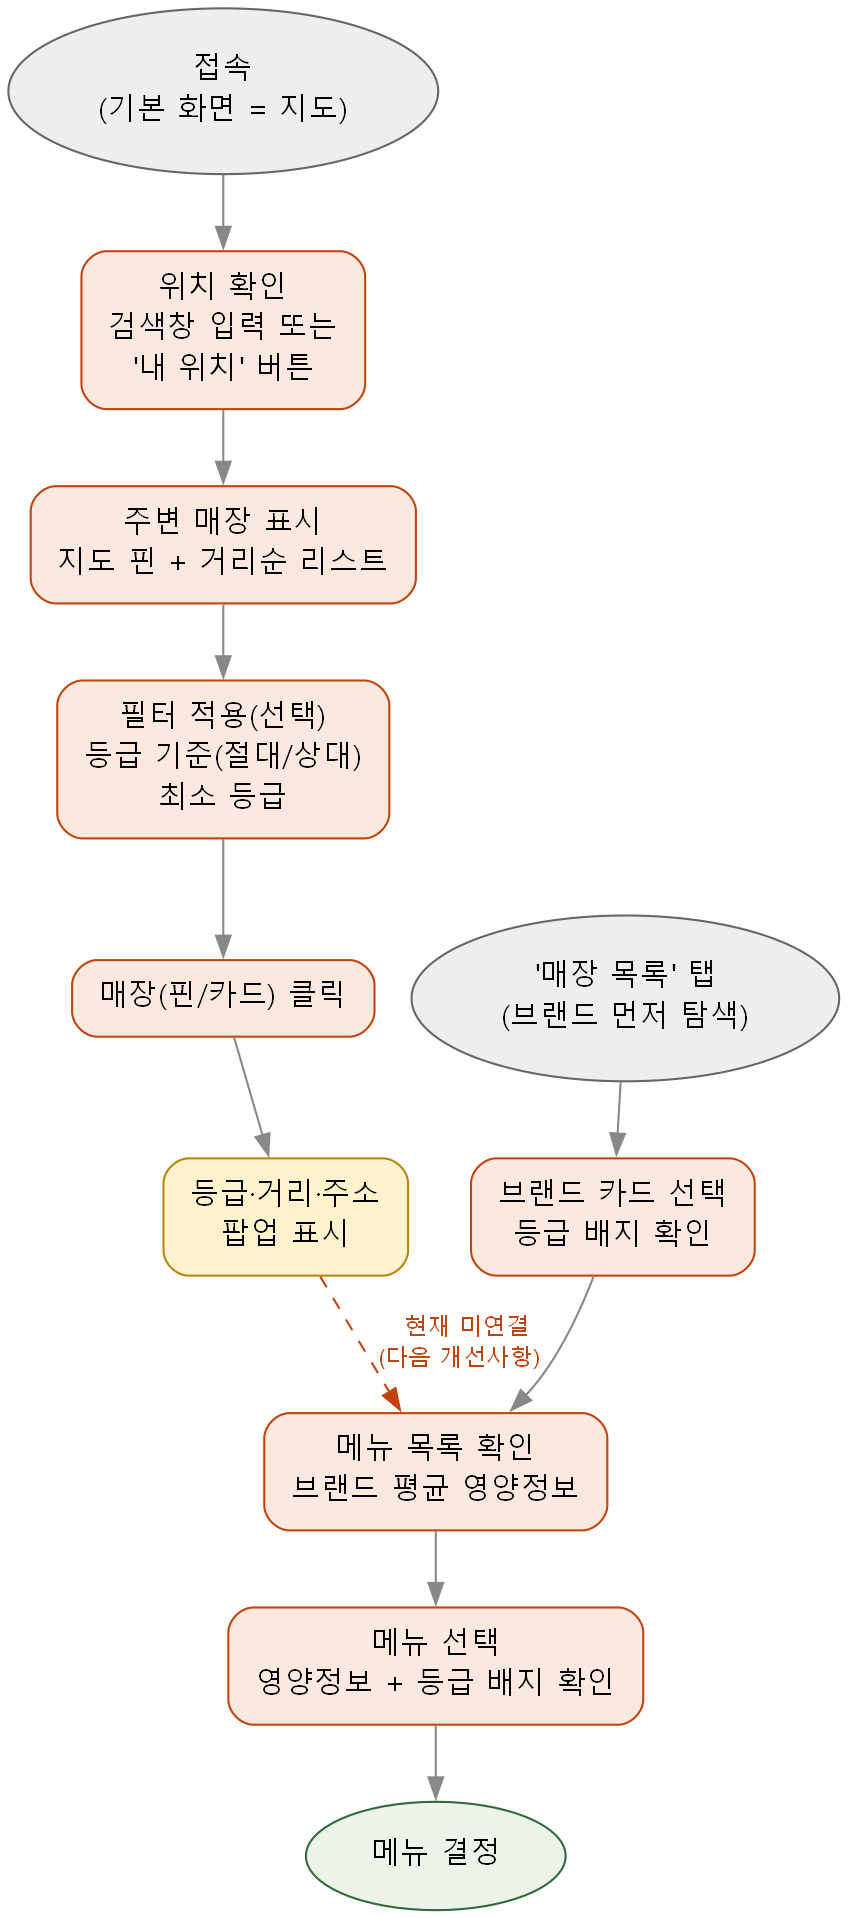 접속
(기본 화면 = 지도)
위치 확인
검색창 입력 또는
'내 위치' 버튼
주변 매장 표시
지도 핀 + 거리순 리스트
필터 적용(선택)
등급 기준(절대/상대)
최소 등급
매장(핀/카드) 클릭
'매장 목록' 탭
(브랜드 먼저 탐색)
등급·거리·주소
팝업 표시
브랜드 카드 선택
등급 배지 확인
현재 미연결
(다음 개선사항)
메뉴 목록 확인
브랜드 평균 영양정보
메뉴 선택
영양정보 + 등급 배지 확인
메뉴 결정